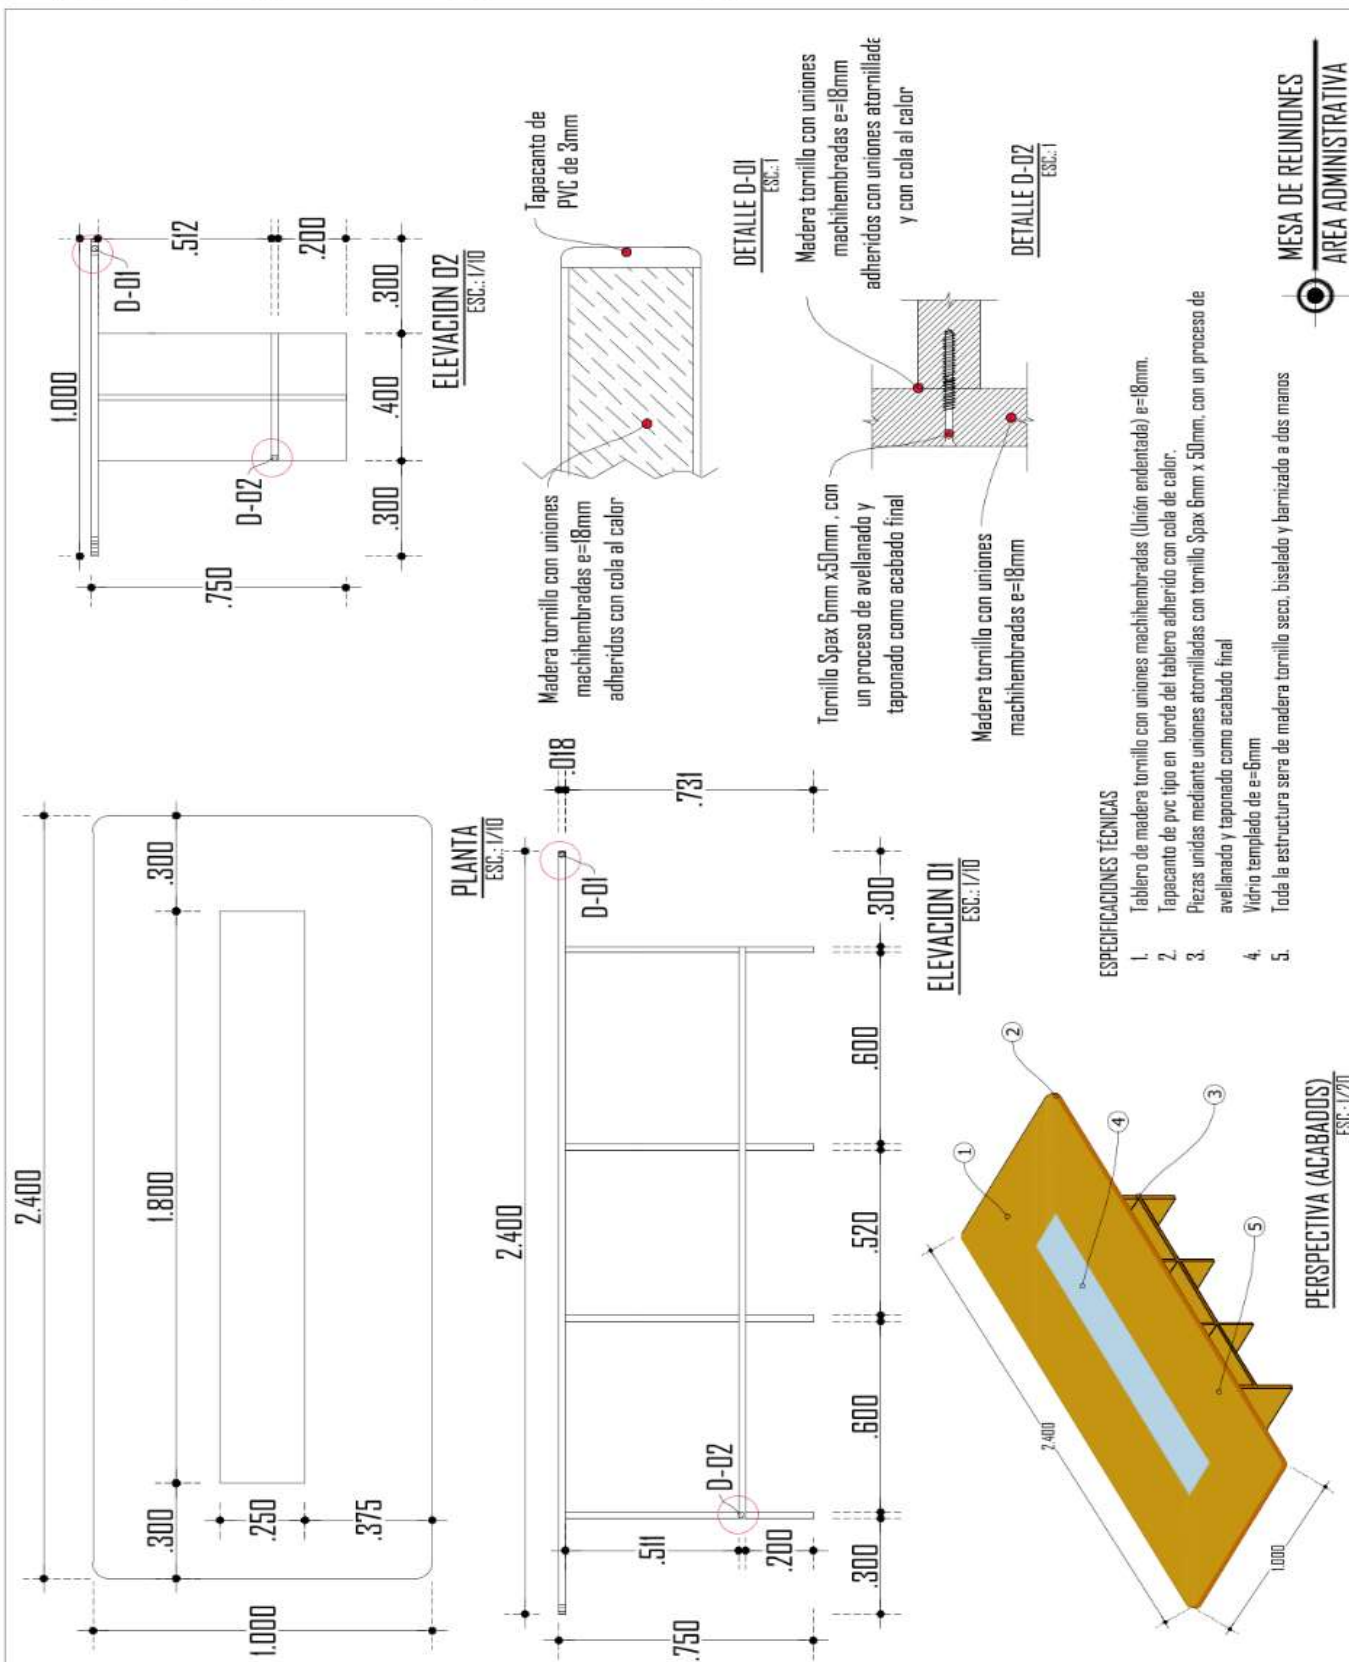 2.400
.300
1.800
.300
.250
.375
1.000
PLANTA
ESC.: 1/10
1.000
D-01
.512
.200
D-02
.750
.300
.400
.300
ELEVACION 02
ESC.: 1/10
2.400
.018
D-01
.731
D-02
.511
.200
.750
.300
.600
.520
.600
.300
ELEVACION 01
ESC.: 1/10
Madera tornillo con uniones
machihembradas e=18mm
adheridos con cola al calor
Tapacanto de
PVC de 3mm
DETALLE D-01
ESC.: 1
Tornillo Spax 6mm x50mm , con
un proceso de avellanado y
taponado como acabado final
Madera tornillo con uniones
machihembradas e=18mm
Madera tornillo con uniones
machihembradas e=18mm
adheridos con uniones
y con cola al calor
DETALLE D-02
ESC.: 1
2.400
1.000
1
2
3
4
5
PERSPECTIVA (ACABADOS)
ESC.: 1/20
ESPECIFICACIONES TÉCNICAS
1. Tablero de madera tornillo con uniones machihembradas (Unión endentada) e=18mm.
2. Tapacanto de pvc tipo en borde del tablero adherido con cola de calor.
3. Piezas unidas mediante uniones atornilladas con tornillo Spax 6mm x 50mm, con un proceso de
avellanado y taponado como acabado final
4. Vidrio templado de e=6mm
5. Toda la estructura sera de madera tornillo seco, biselado y barnizado a dos manos
MESA DE REUNIONES
AREA ADMINISTRATIVA